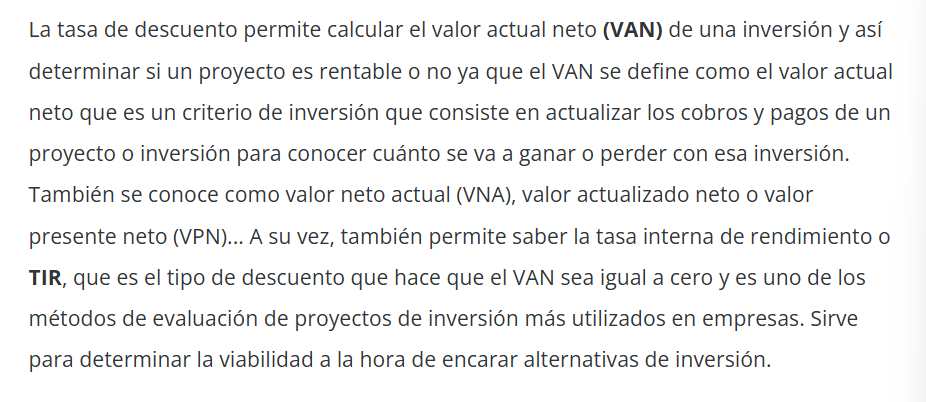 La tasa de descuento permite calcular el valor actual neto (VAN) de una inversión y así
determinar si un proyecto es rentable o no ya que el VAN se define como el valor actual
neto que es un criterio de inversión que consiste en actualizar los cobros y pagos de un
proyecto o inversión para conocer cuánto se va a ganar o perder con esa inversión.
También se conoce como valor neto actual (VNA), valor actualizado neto o valor
presente neto (VPN)... A su vez, también permite saber la tasa interna de rendimiento o
TIR, que es el tipo de descuento que hace que el VAN sea igual a cero y es uno de los
métodos de evaluación de proyectos de inversión más utilizados en empresas. Sirve
para determinar la viabilidad a la hora de encarar alternativas de inversión.